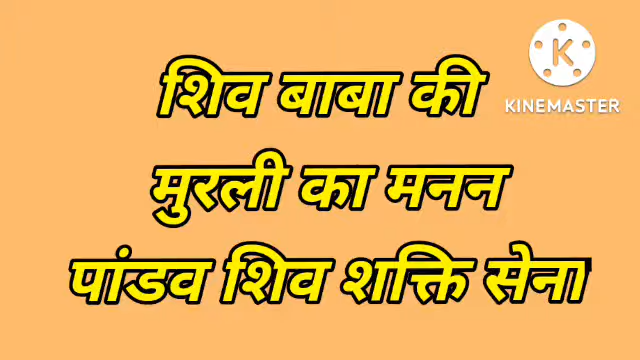 शिव बाबा की
K
KINEMASTER
मुरली का मनन
पांडव शिव शक्ति सेना